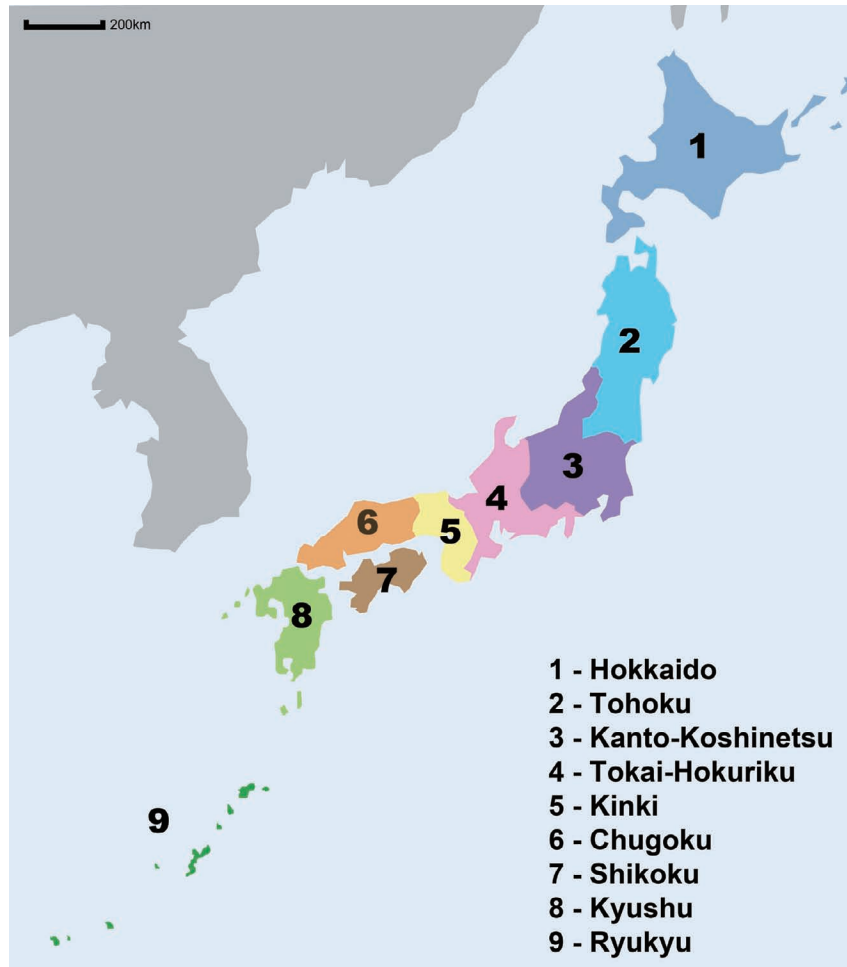 200km
1
2
3
4
5
6
7
8
9
1 - Hokkaido
2 - Tohoku
3 - Kanto-Koshinetsu
4 - Tokai-Hokuriku
5 - Kinki
6 - Chugoku
7 - Shikoku
8 - Kyushu
9 - Ryukyu